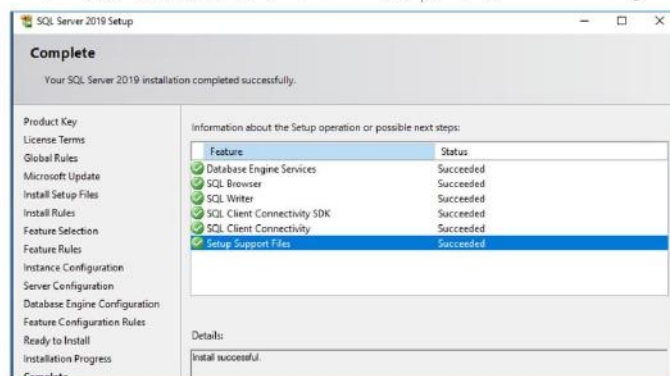 SQL Server 2019 Setup
Complete
Your SQL Server 2019 installation completed successfully.
Product Key
License Terms
Global Rules
Microsoft Update
Install Setup Files
Install Rules
Feature Selection
Feature Rules
Instance Configuration
Server Configuration
Database Engine Configuration
Feature Configuration Rules
Ready to Install
Installation Progress
Complete
Information about the Setup operation or possible next steps:
Feature Status
Database Engine Services Succeeded
SQL Browser Succeeded
SQL Writer Succeeded
SQL Client Connectivity SDK Succeeded
SQL Client Connectivity Succeeded
Setup Support Files Succeeded
Details:
Install successful.